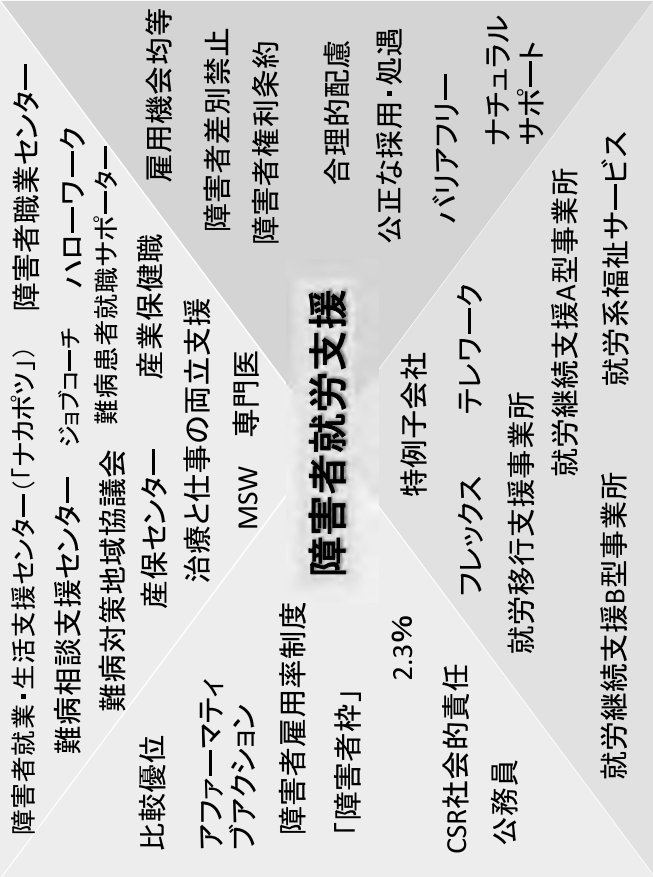 障害者就業・生活支援センター(「ナカポツ」) 障害者職業センター
難病相談支援センター ジョブコーチ ハローワーク
難病対策地域協議会 難病患者就職サポーター
産保センター 産業保健職
治療と仕事の両立支援
MSW 専門医
雇用機会均等
障害者差別禁止
障害者権利条約
合理的配慮
公正な採用・処遇
バリアフリー
ナチュラル
サポート
障害者就労支援
比較優位
アファーマティ
ブアクション
障害者雇用率制度
「障害者枠」
2.3%
CSR社会的責任
公務員
特例子会社
フレックス テレワーク
就労移行支援事業所
就労継続支援A型事業所
就労継続支援B型事業所 就労系福祉サービス